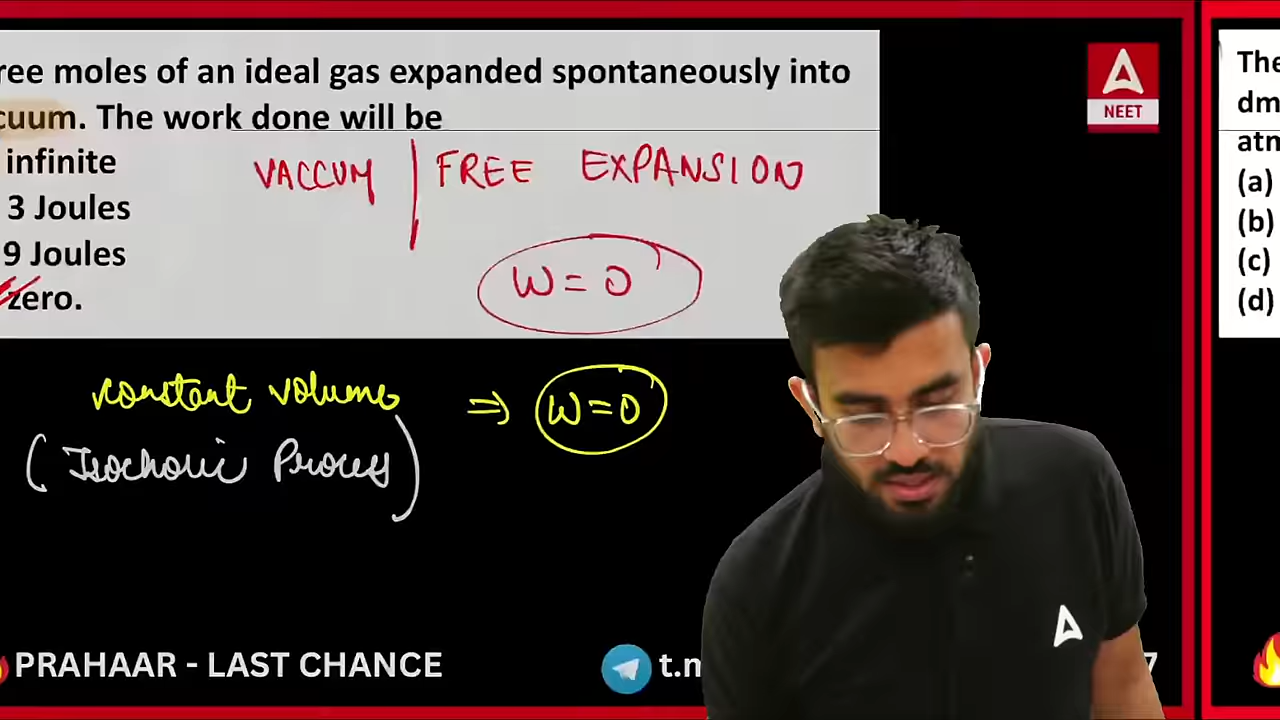 ree moles of an ideal gas expanded spontaneously into
cuum. The work done will be
infinite
3 Joules
9 Joules
zero.
VACCUM | FREE EXPANSION
W = 0
constant volume ⇒ W=0
(Isochoric Process)
NEET
The
dm
atn
(a)
(b)
(c)
(d)
PRAHAAR - LAST CHANCE
t.m
7